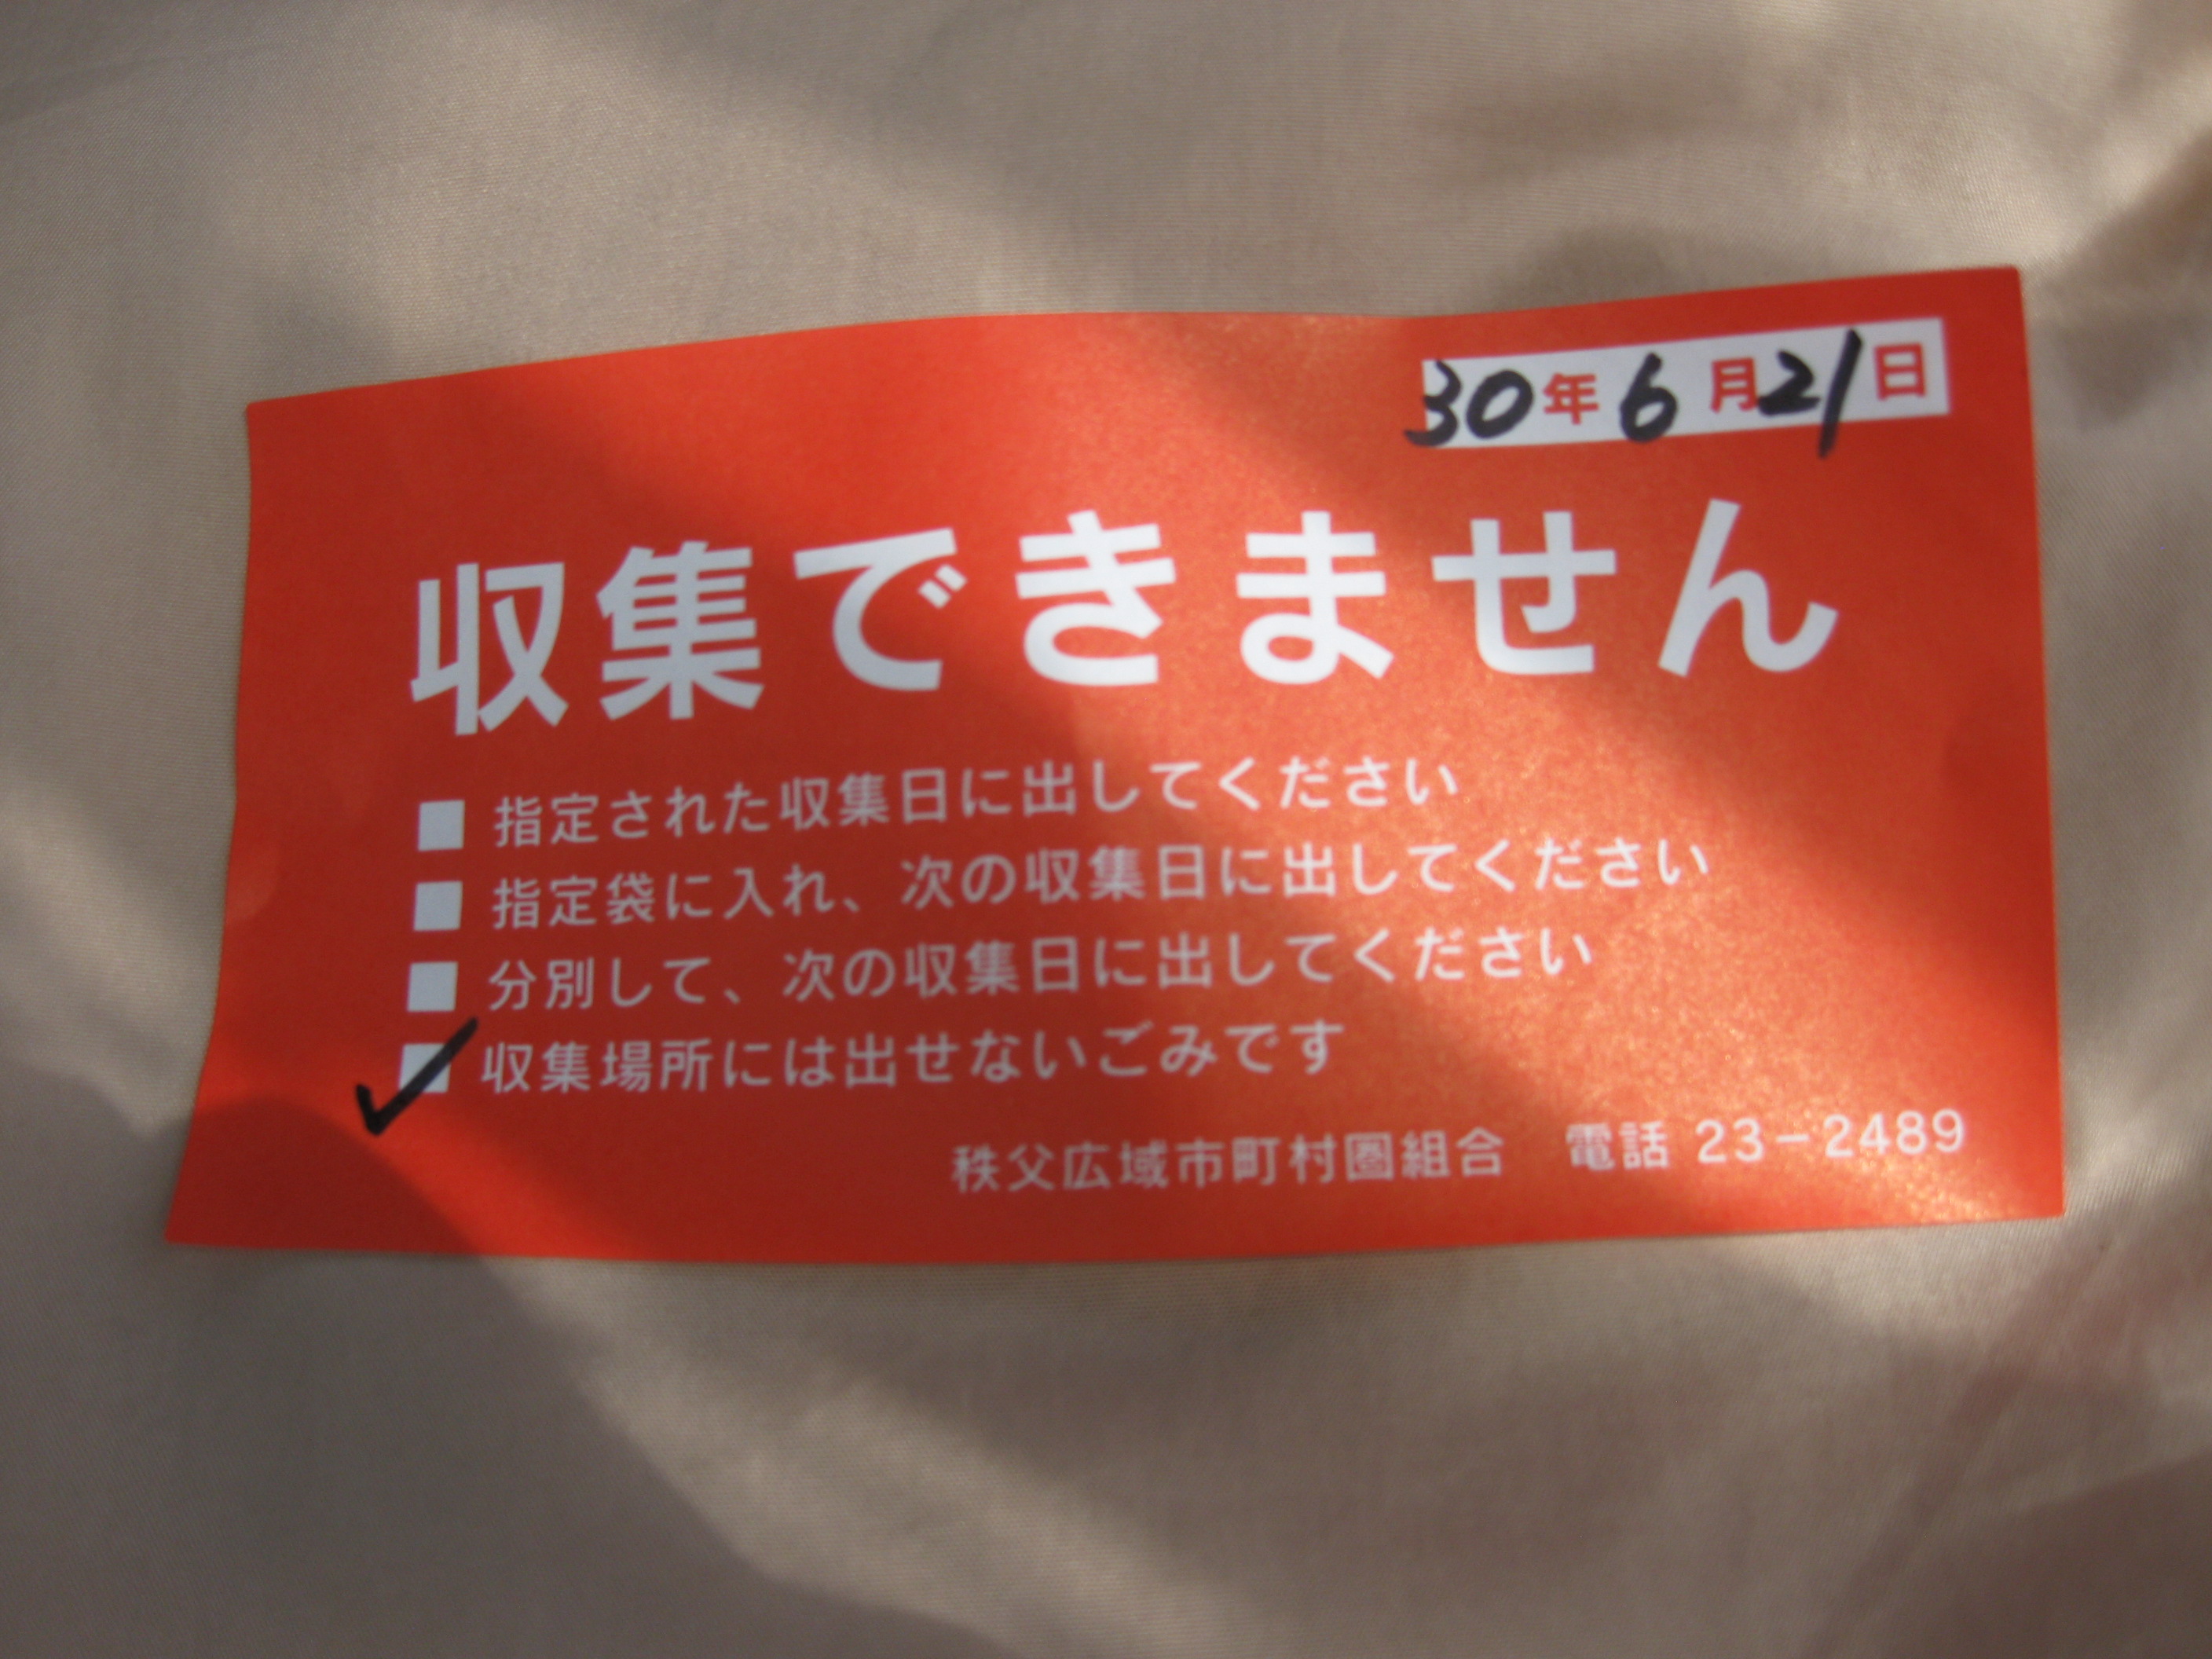 30年6月21日
収集できません
■ 指定された収集日に出してください
■ 指定袋に入れ、次の収集日に出してください
■ 分別して、次の収集日に出してください
■ 収集場所には出せないごみです
秩父広域市町村圏組合　電話 23－2489